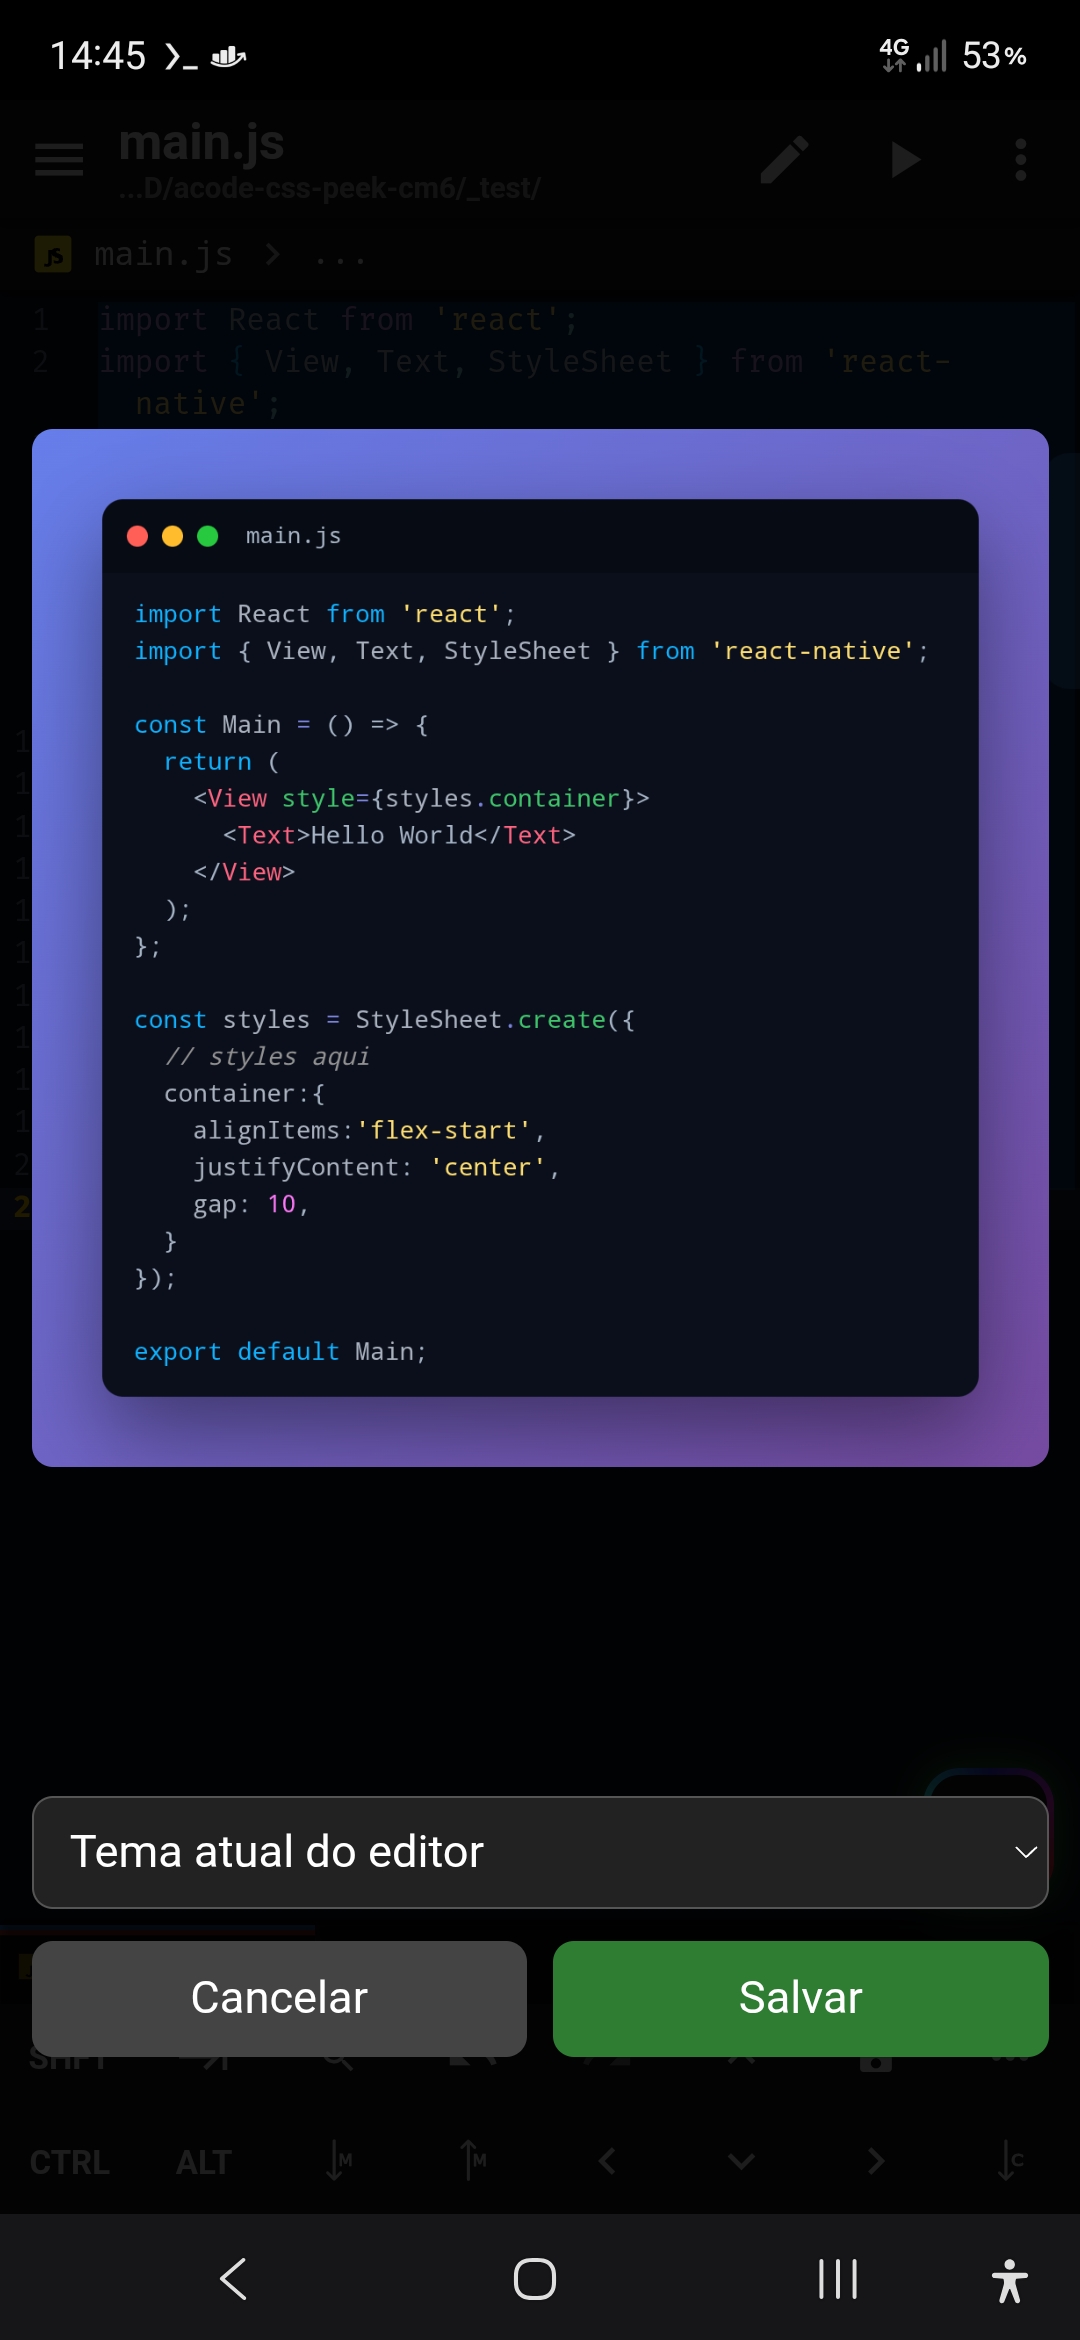 14:45
4G
53%
main.js
...D/acode-css-peek-cm6/_test/
JS main.js > ...
1 import React from 'react';
2 import { View, Text, StyleSheet } from 'react-
native';
main.js
import React from 'react';
import { View, Text, StyleSheet } from 'react-native';
const Main = () => {
  return (
    <View style={styles.container}>
      <Text>Hello World</Text>
    </View>
  );
};
const styles = StyleSheet.create({
  // styles aqui
  container:{
    alignItems:'flex-start',
    justifyContent: 'center',
    gap: 10,
  }
});
export default Main;
Tema atual do editor
Cancelar Salvar
CTRL ALT M M C